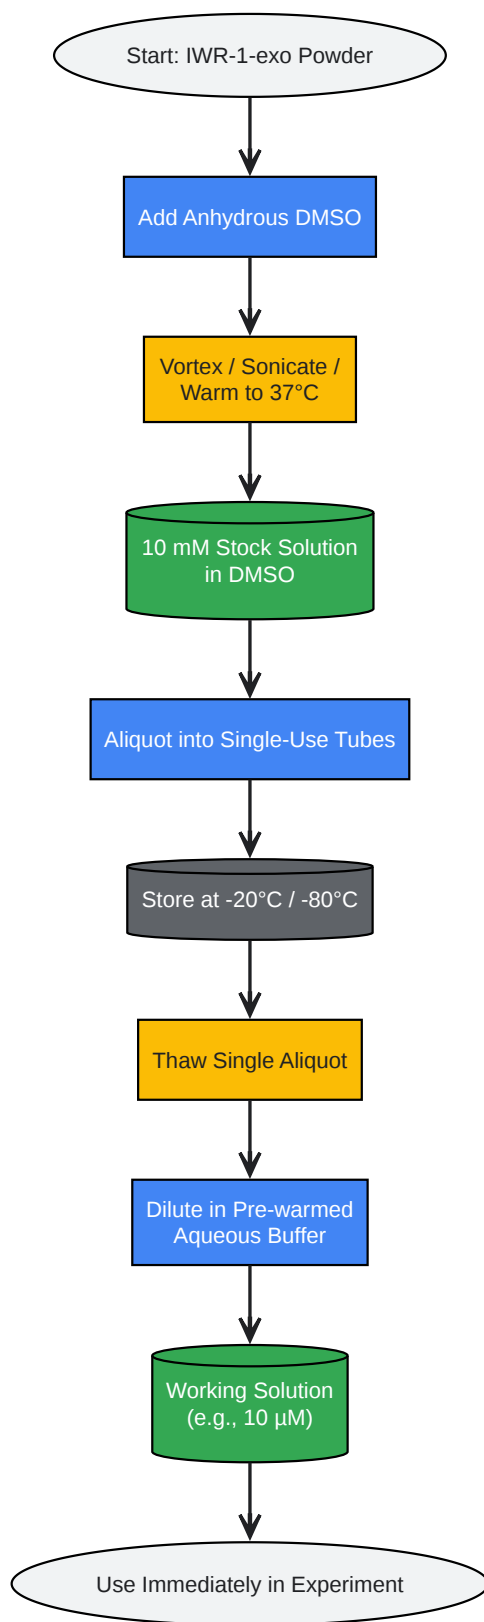 Start: IWR-1-exo Powder
Add Anhydrous DMSO
Vortex / Sonicate /
Warm to 37°C
10 mM Stock Solution
in DMSO
Aliquot into Single-Use Tubes
Store at -20°C / -80°C
Thaw Single Aliquot
Dilute in Pre-warmed
Aqueous Buffer
Working Solution
(e.g., 10 µM)
Use Immediately in Experiment